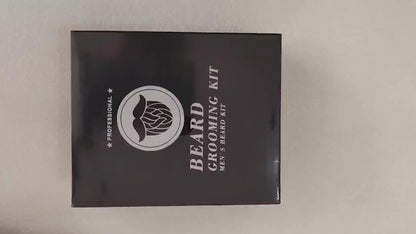 ★ PROFESSIONAL ★
BEARD
GROOMING KIT
MEN S BEARD KIT